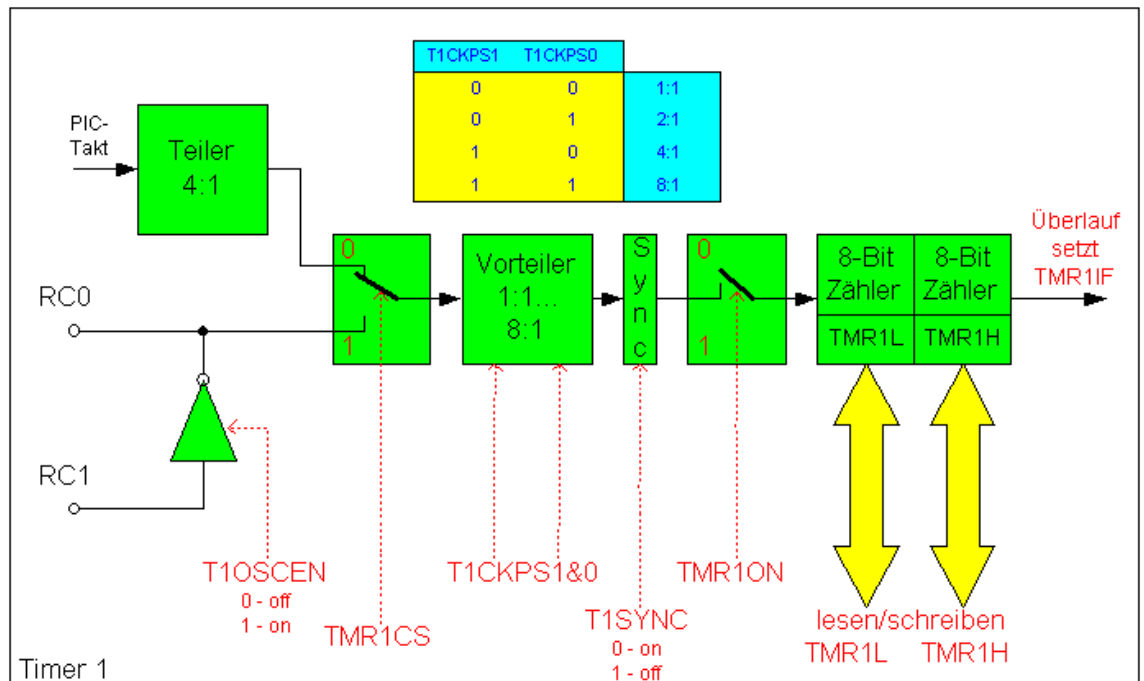 T1CKPS1 T1CKPS0
0 0 1:1
0 1 2:1
1 0 4:1
1 1 8:1
PIC-
Takt
Teiler
4:1
RC0
RC1
0
1
Vorteiler
1:1...
8:1
Sync
0
1
8-Bit
Zähler
TMR1L
8-Bit
Zähler
TMR1H
Überlauf
setzt
TMR1IF
T1OSCEN
0 - off
1 - on
TMR1CS
T1CKPS1&0
T1SYNC
0 - on
1 - off
TMR1ON
lesen/schreiben
TMR1L TMR1H
Timer 1